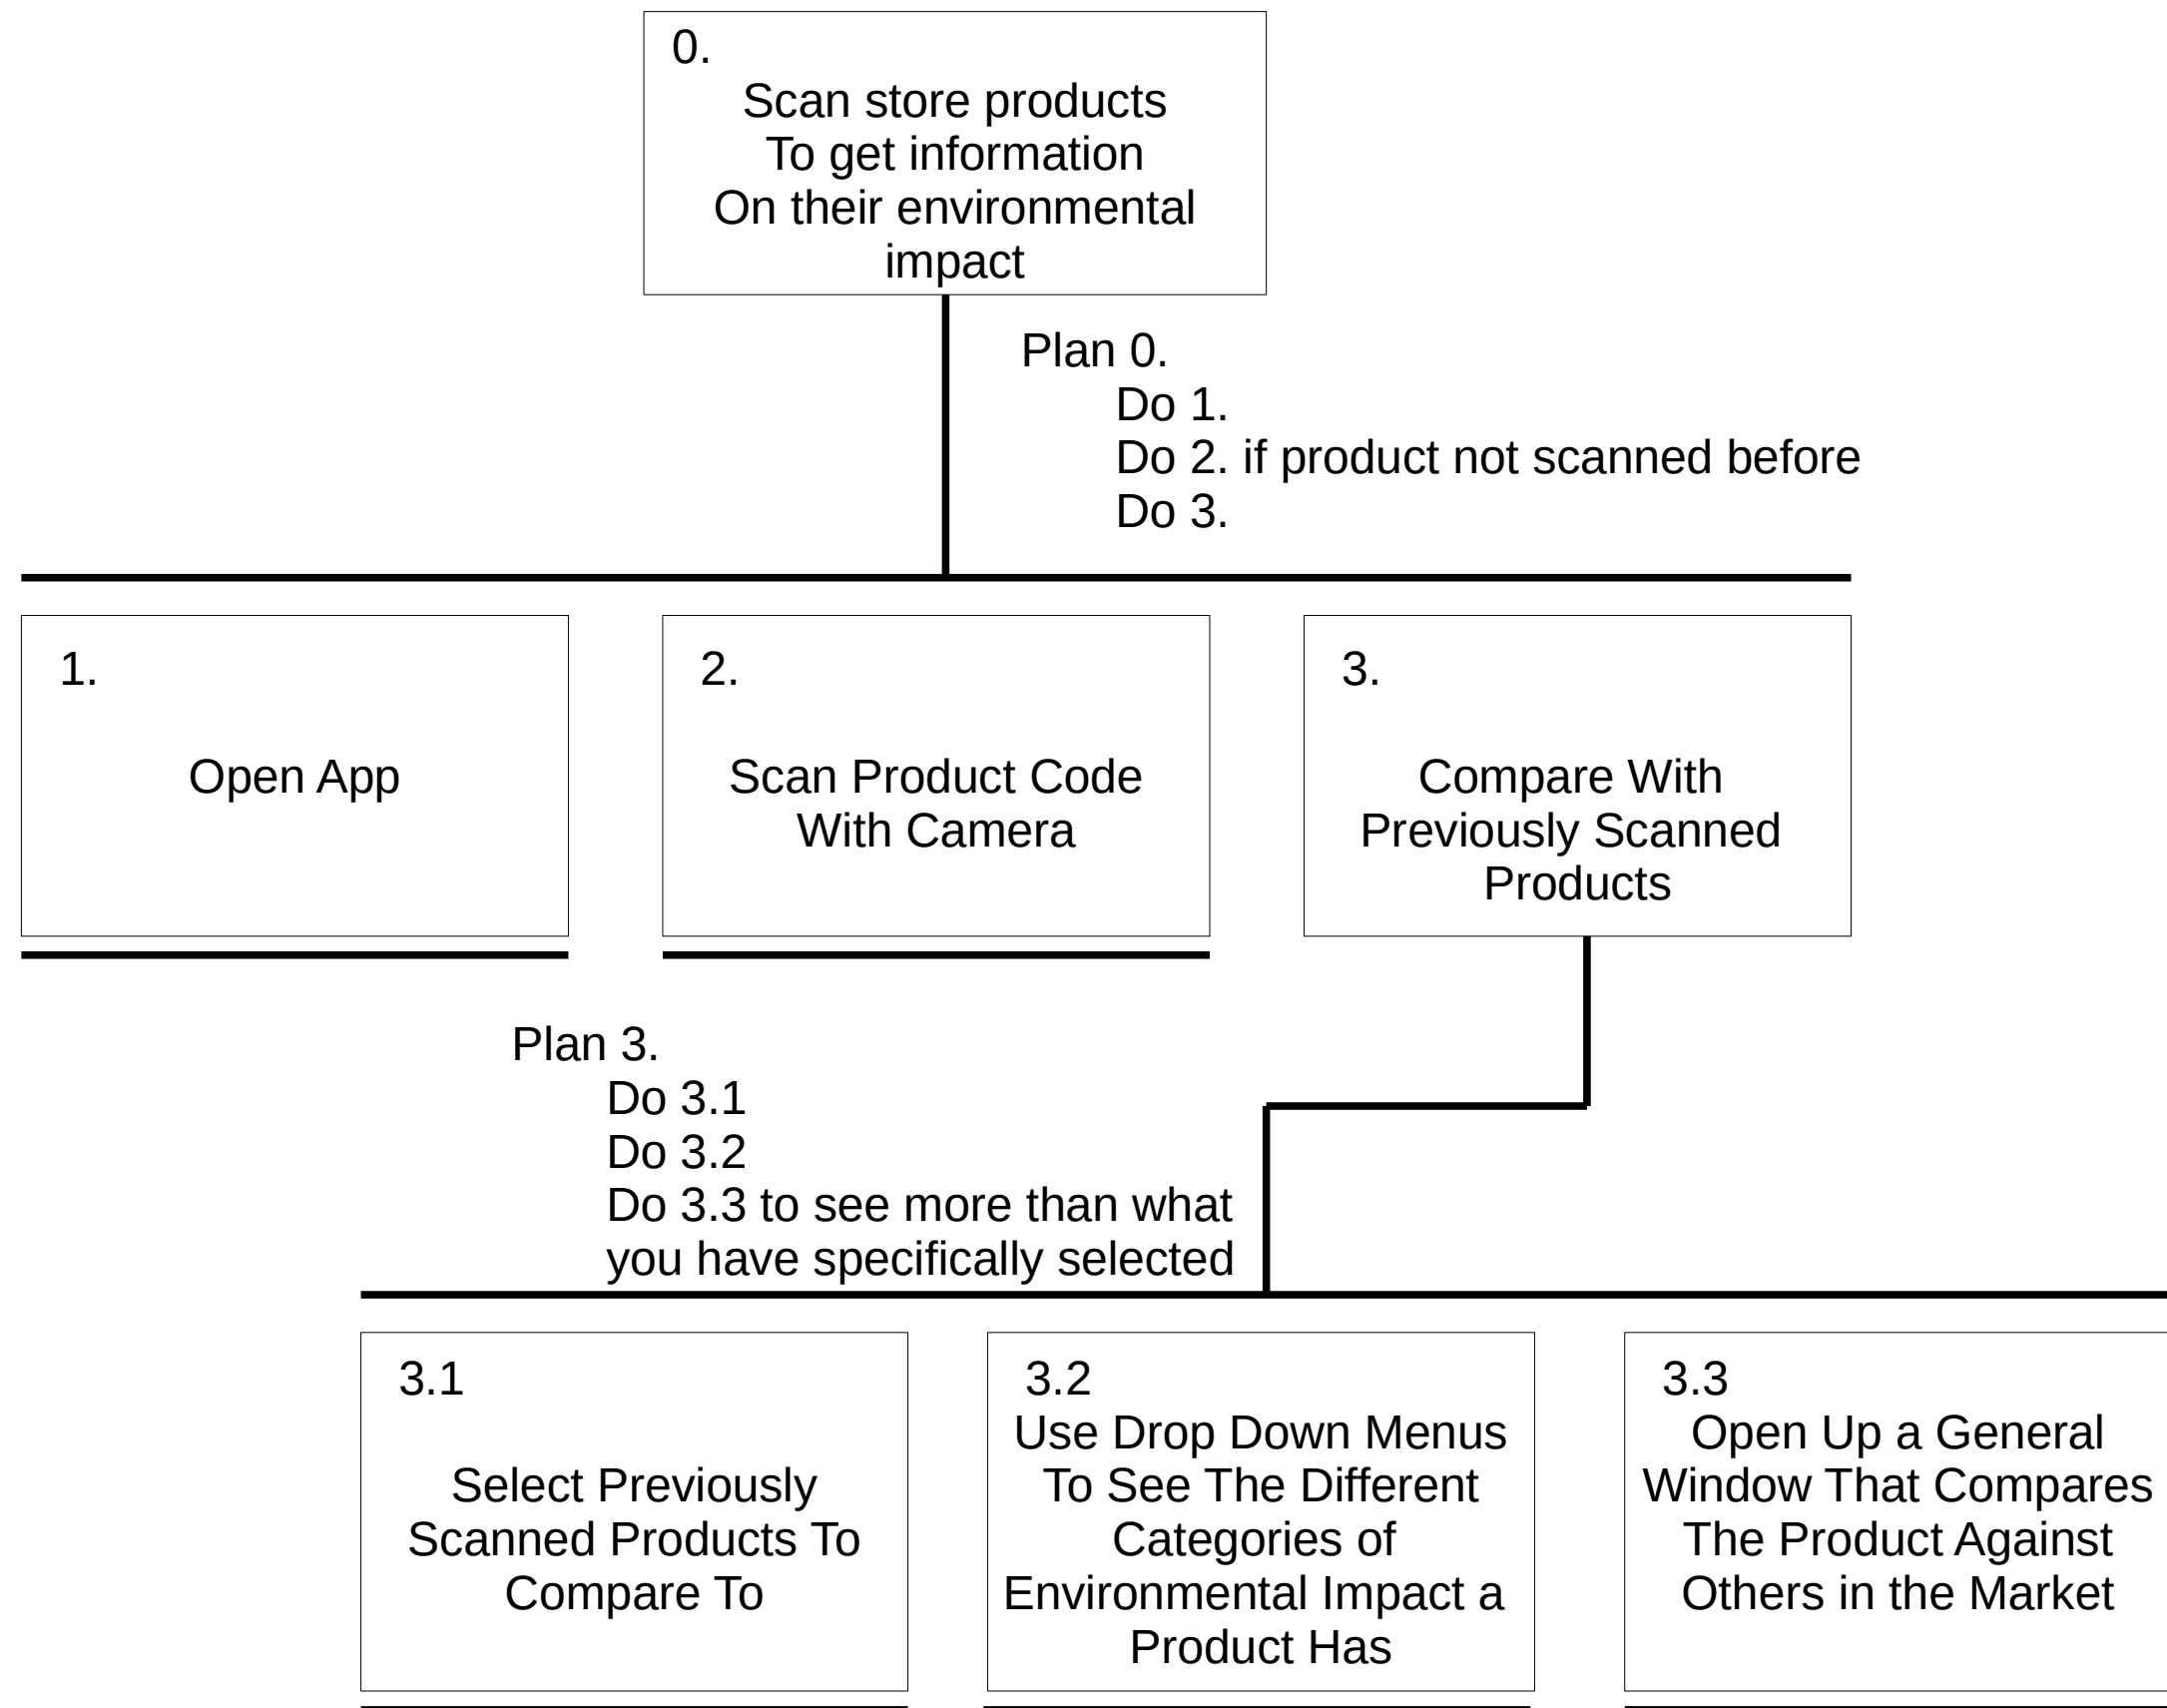 0.
Scan store products
To get information
On their environmental
impact
Plan 0.
Do 1.
Do 2. if product not scanned before
Do 3.
1.
Open App
2.
Scan Product Code
With Camera
3.
Compare With
Previously Scanned
Products
Plan 3.
Do 3.1
Do 3.2
Do 3.3 to see more than what
you have specifically selected
3.1
Select Previously
Scanned Products To
Compare To
3.2
Use Drop Down Menus
To See The Different
Categories of
Environmental Impact a
Product Has
3.3
Open Up a General
Window That Compares
The Product Against
Others in the Market